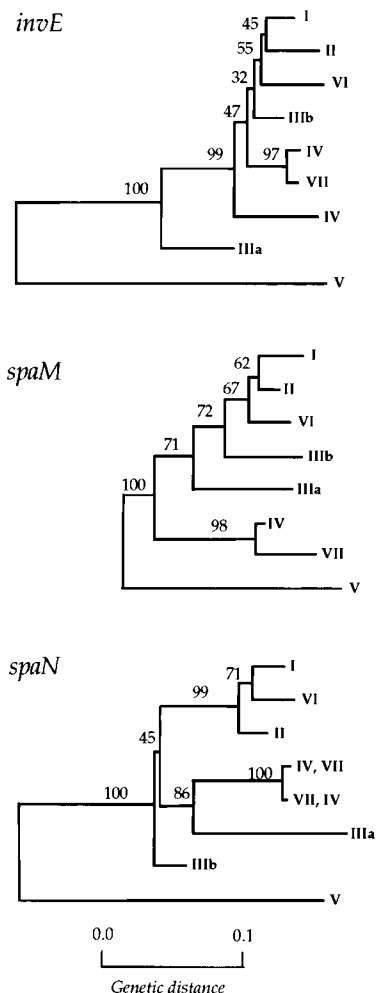 invE
45
I
55
II
32
VI
47
IIIb
99
97
IV
VII
100
IV
IIIa
V
spaM
62
I
67
II
72
VI
71
IIIb
100
IIIa
98
IV
VII
V
spaN
71
I
99
VI
45
II
100
IV, VII
100
86
VII, IV
IIIa
IIIb
V
0.0 0.1
Genetic distance